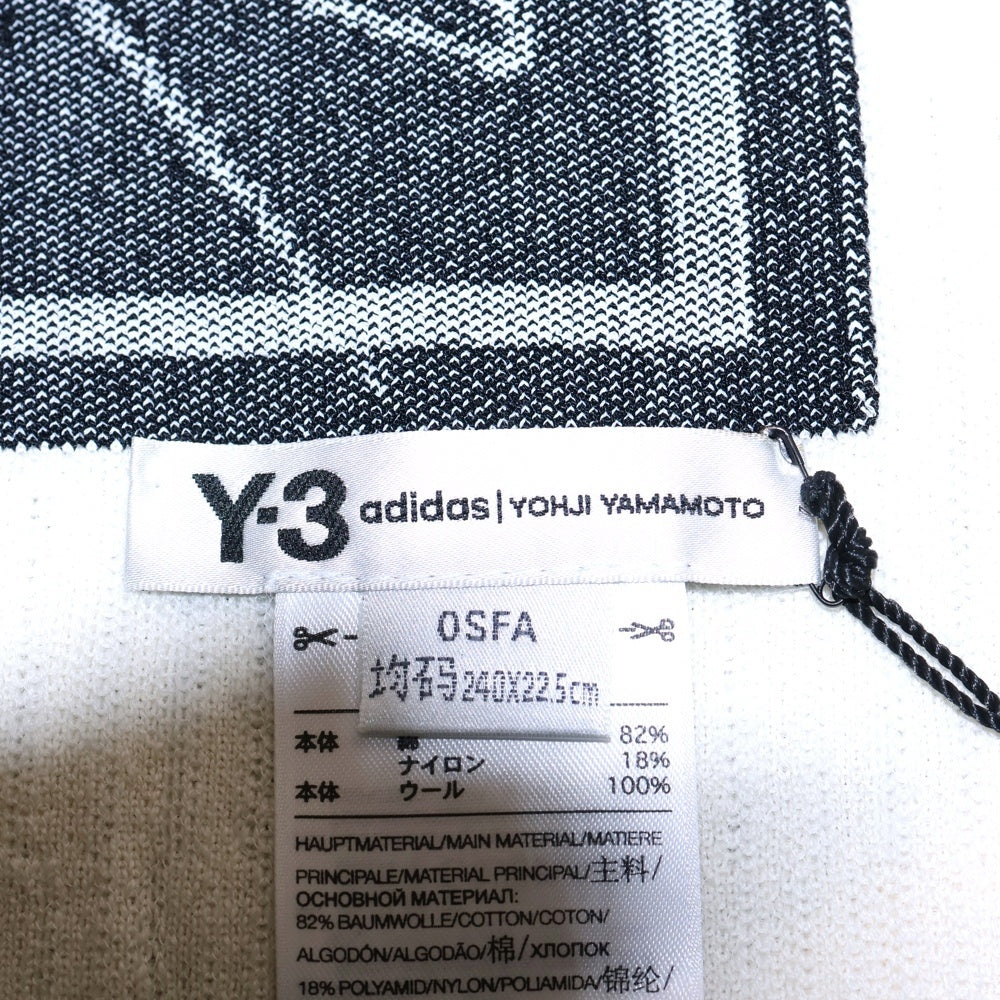 Y-3 adidas | YOHJI YAMAMOTO
OSFA
均码240X22.5cm
本体 82%
ナイロン 18%
本体 ウール 100%
HAUPTMATERIAL/MAIN MATERIAL/MATIERE
PRINCIPALE/MATERIAL PRINCIPAL/主料/
ОСНОВНОЙ МАТЕРИАЛ:
82% BAUMWOLLE/COTTON/COTON/
ALGODÓN/ALGODÃO/棉/ХЛОПОК
18% POLYAMID/NYLON/POLIAMIDA/锦纶/